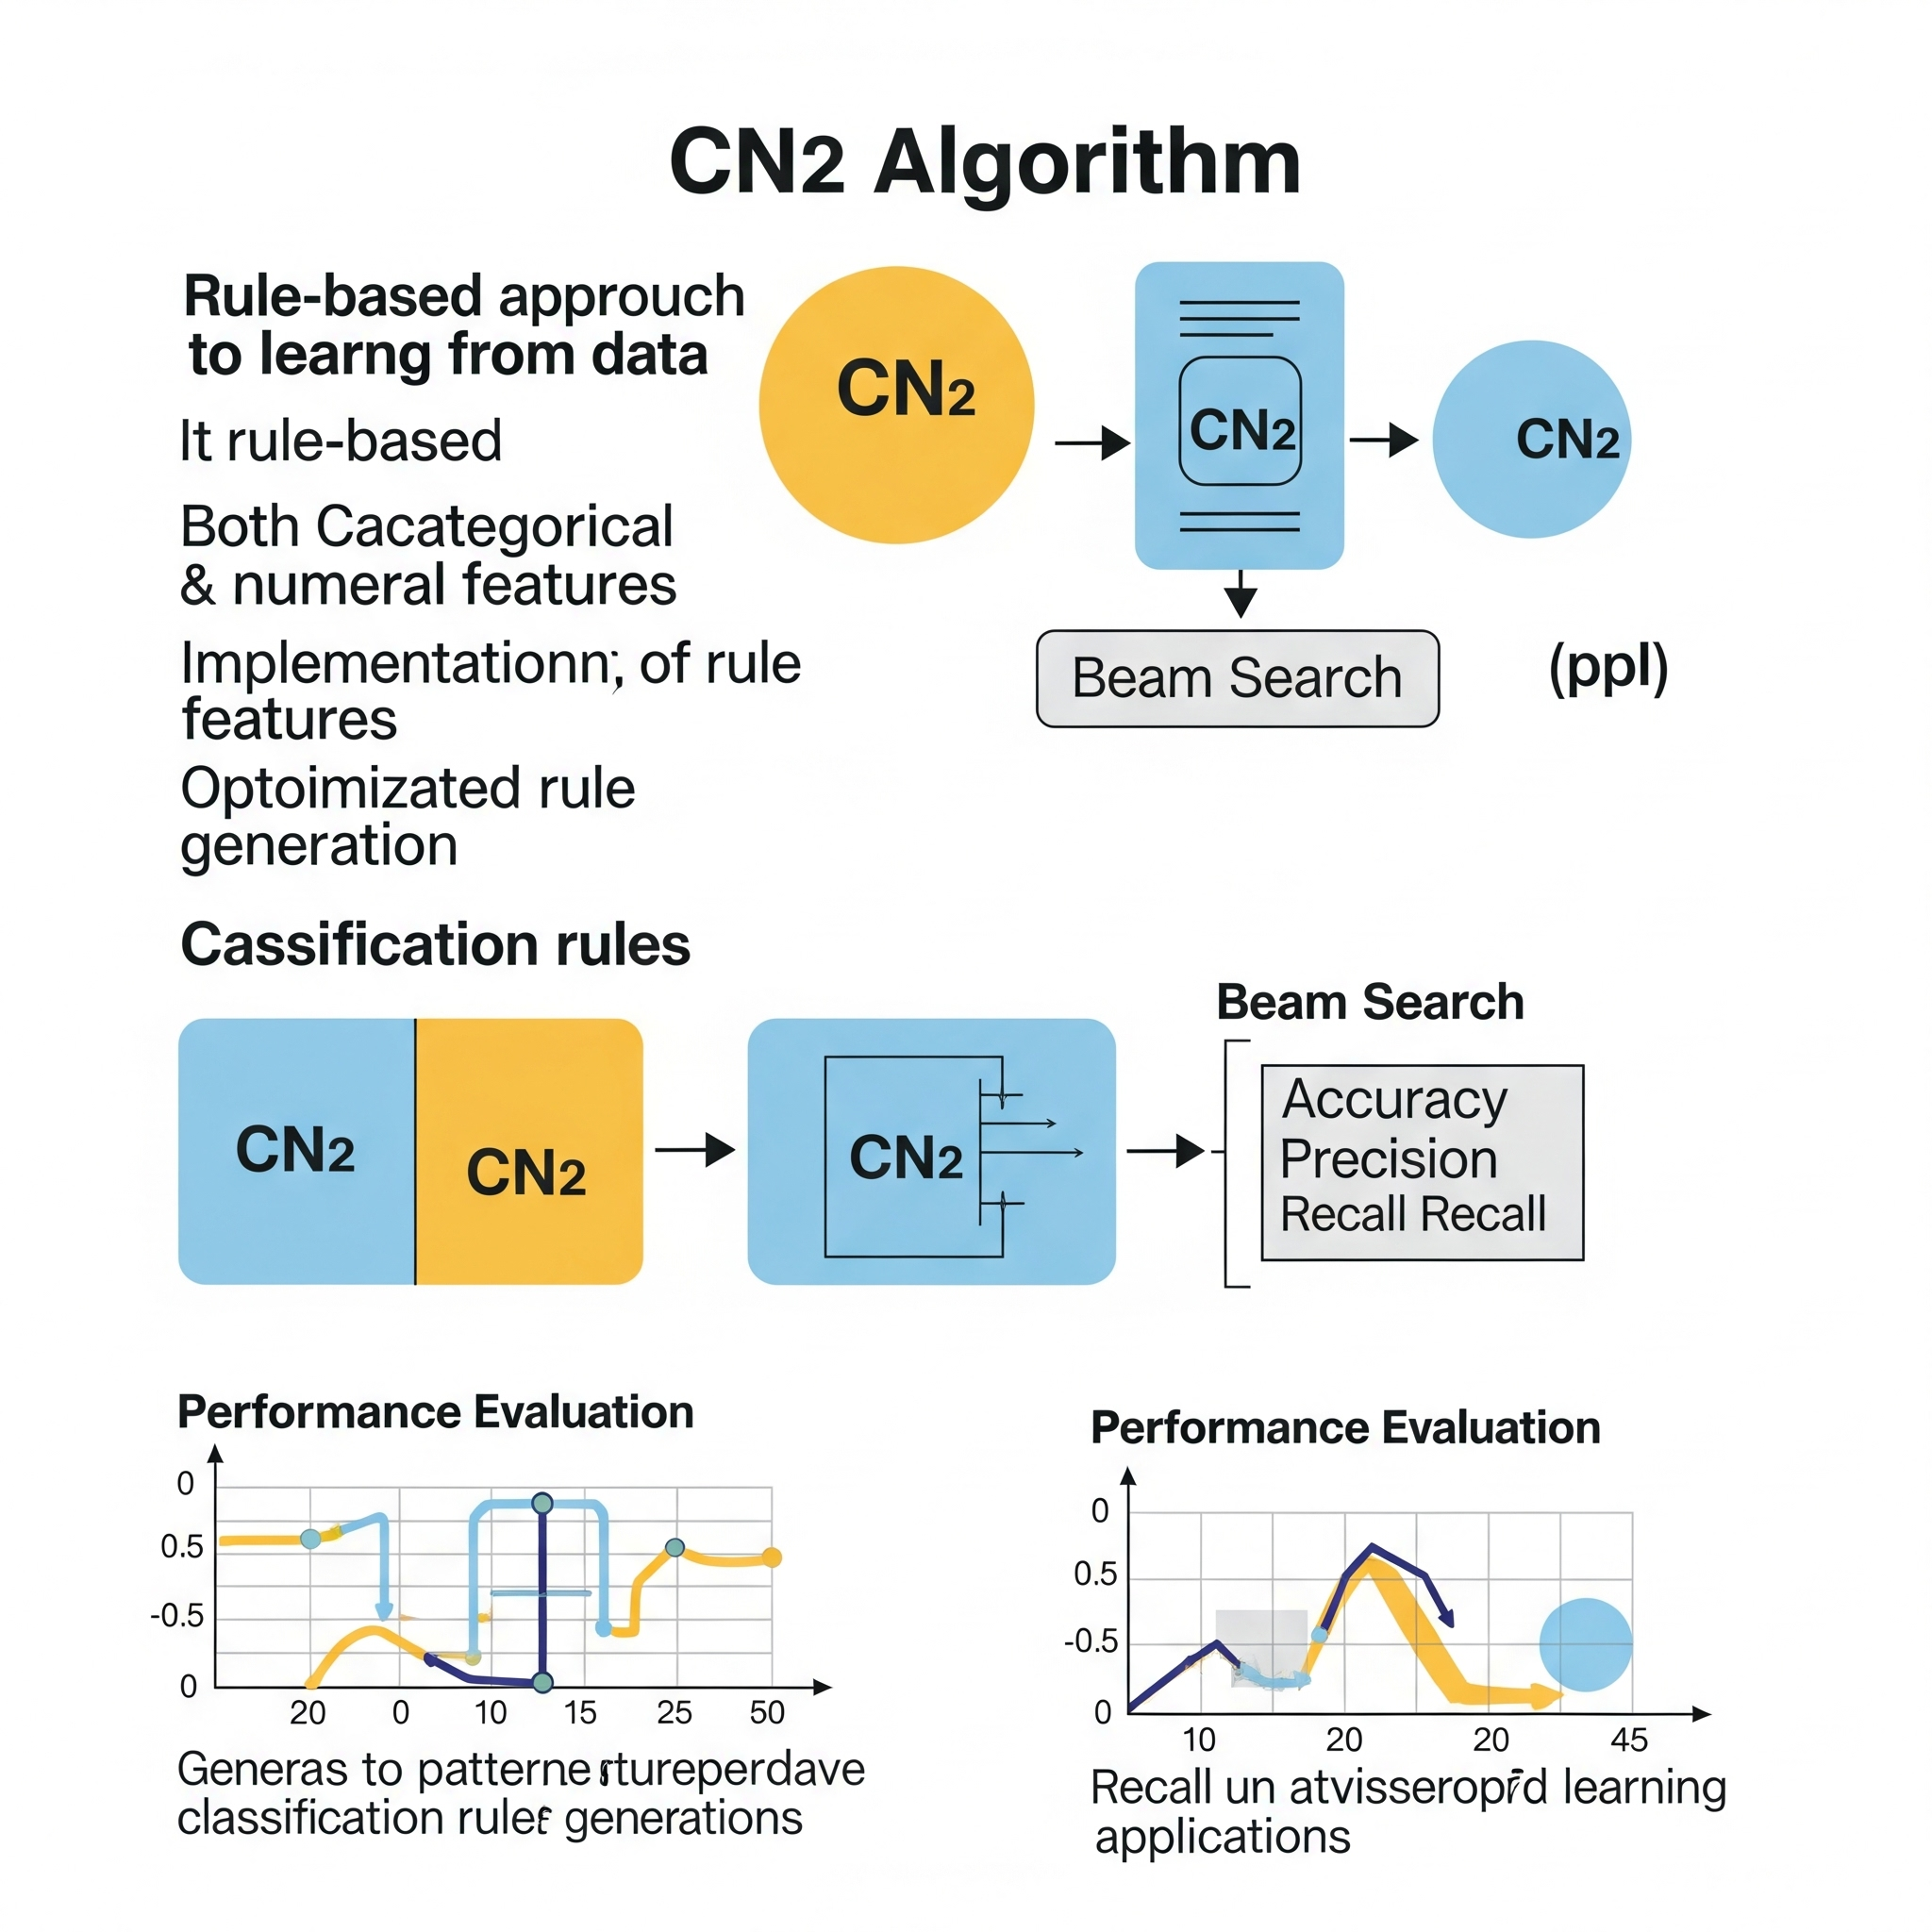 CN2 Algorithm
Rule-based approuch
to learng from data
It rule-based
Both Cacategorical
& numeral features
Implementationn; of rule
features
Optoimizated rule
generation
CN2
CN2
CN2
Beam Search
(ppl)
Cassification rules
CN2
CN2
CN2
Beam Search
Accuracy
Precision
Recall Recall
Performance Evaluation
0
0.5
-0.5
0
20 0 10 15 25 50
Generas to patterne
classification generations
Performance Evaluation
0
0.5
-0.5
0
10 20 20 45
Recall un learning
applications